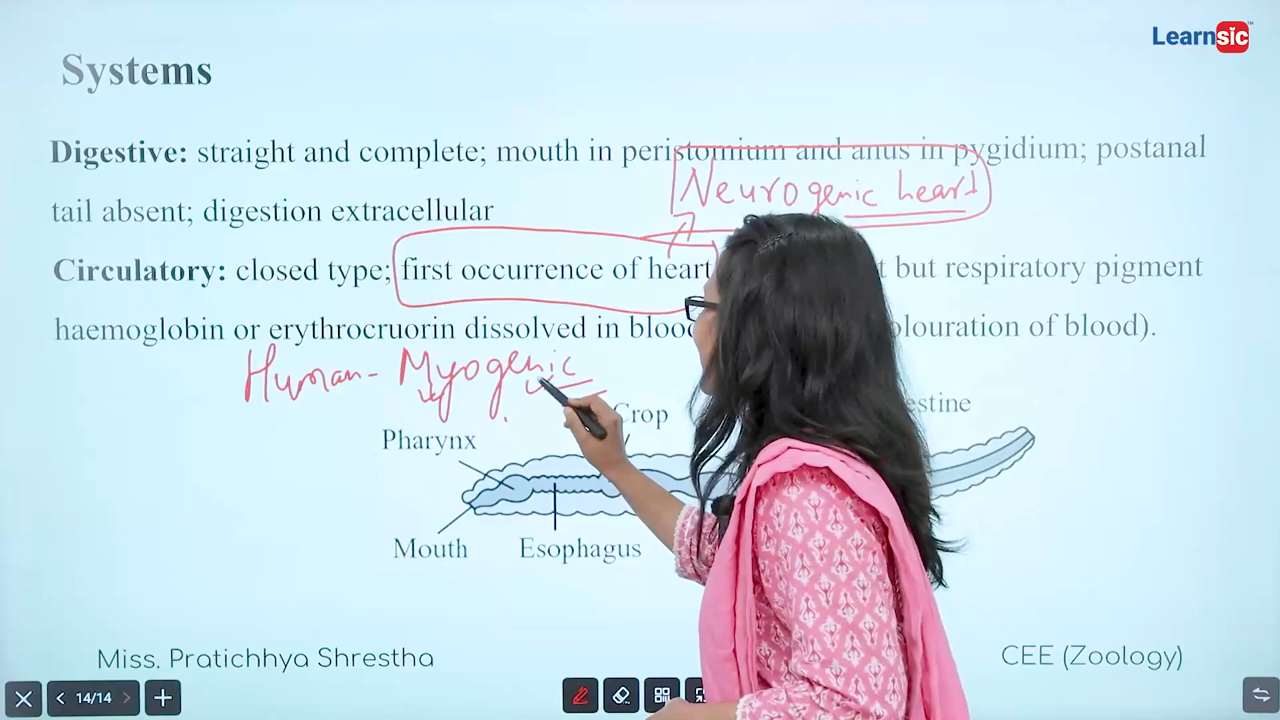 Learnsic
Systems
Digestive: straight and complete; mouth in peristomium and anus in pygidium; postanal
Neurogenic heart
tail absent; digestion extracellular
Circulatory: closed type; first occurrence of heart but respiratory pigment
haemoglobin or erythrocruorin dissolved in blood of blood).
Human - Myogenic
Crop
Pharynx
Mouth Esophagus
Miss. Pratichhya Shrestha CEE (Zoology)
14/14